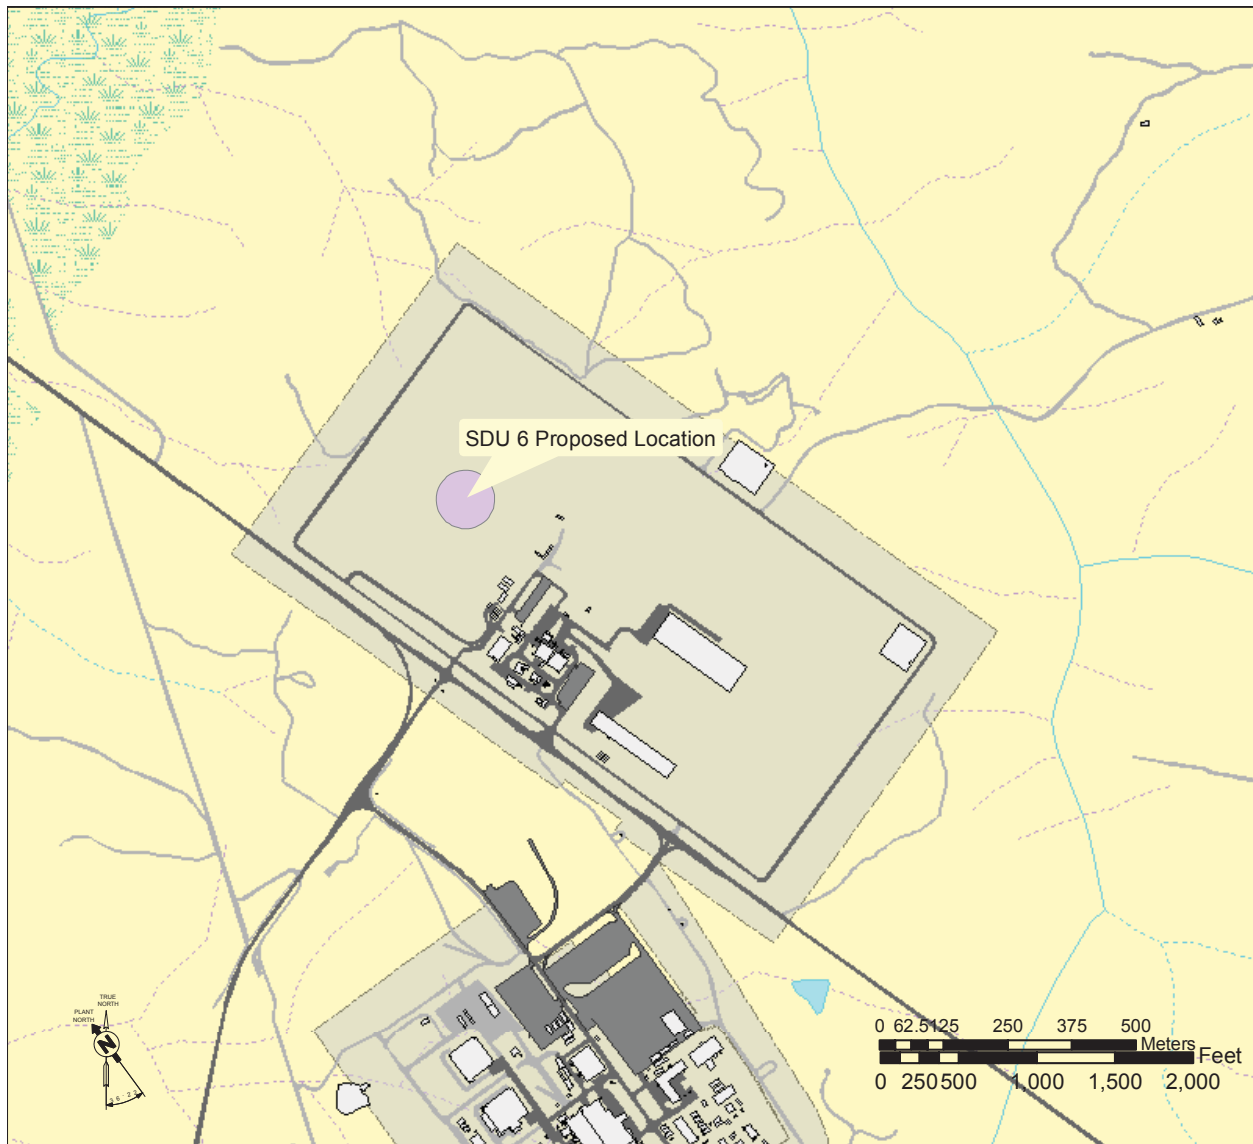 SDU 6 Proposed Location
TRUE
NORTH
PLANT
NORTH
N
0 62.5125 250 375 500
Meters
Feet
0 250500 1,000 1,500 2,000